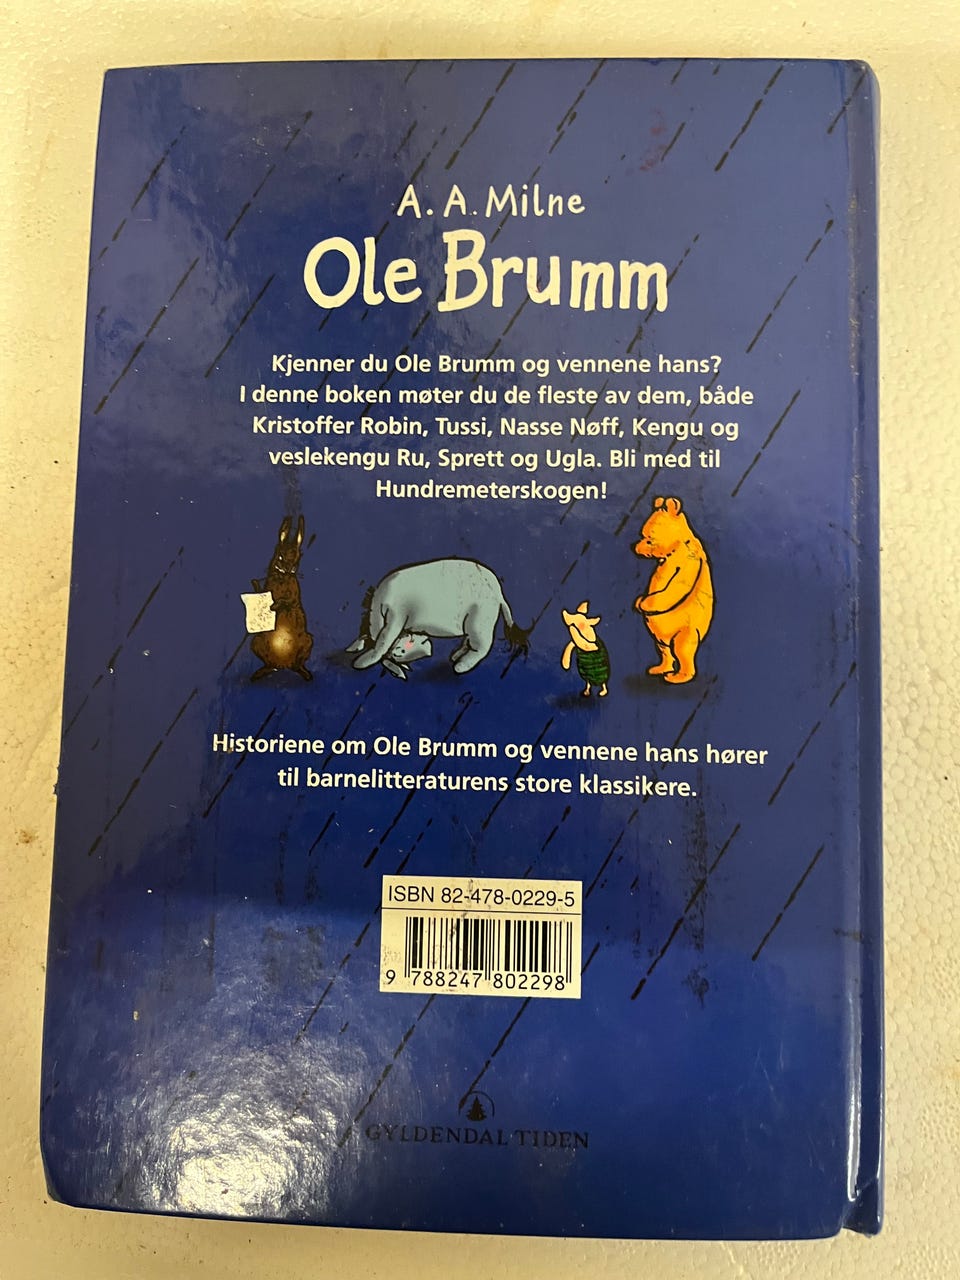 A. A. Milne
Ole Brumm
Kjenner du Ole Brumm og vennene hans?
I denne boken møter du de fleste av dem, både
Kristoffer Robin, Tussi, Nasse Nøff, Kengu og
veslekengu Ru, Sprett og Ugla. Bli med til
Hundremeterskogen!
Historiene om Ole Brumm og vennene hans hører
til barnelitteraturens store klassikere.
ISBN 82-478-0229-5
9 788247 802298
GYLDENDAL TIDEN